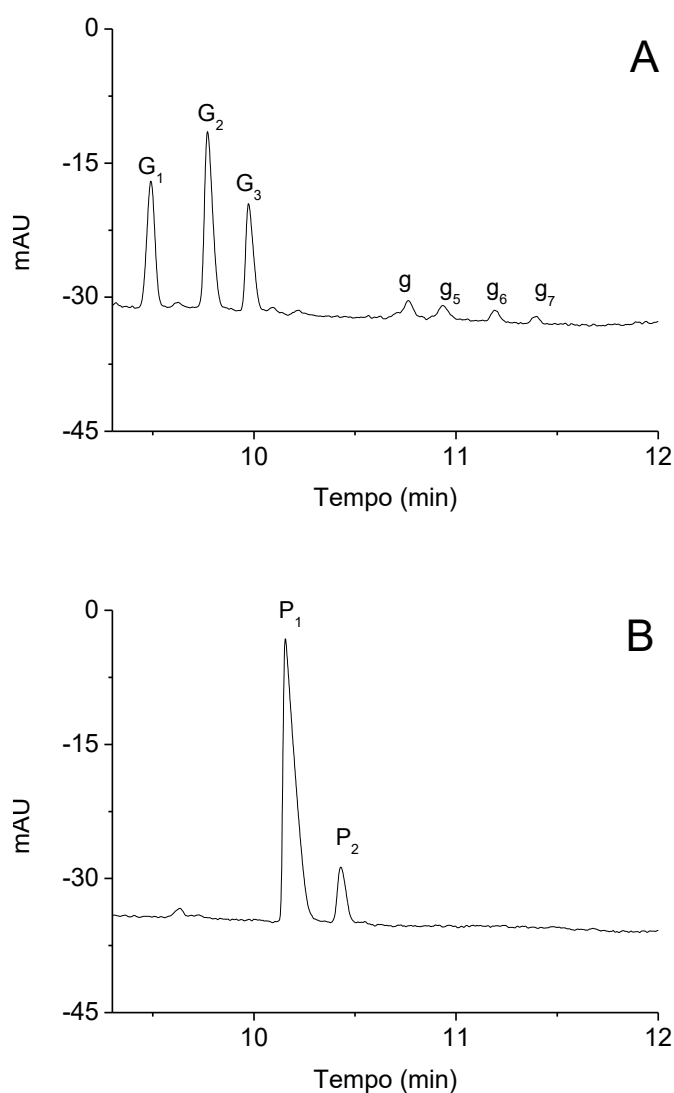 A
0
-15
-30
-45
mAU
G₁
G₂
G₃
g
g₅
g₆
g₇
10
11
12
Tempo (min)
B
0
-15
-30
-45
mAU
P₁
P₂
10
11
12
Tempo (min)